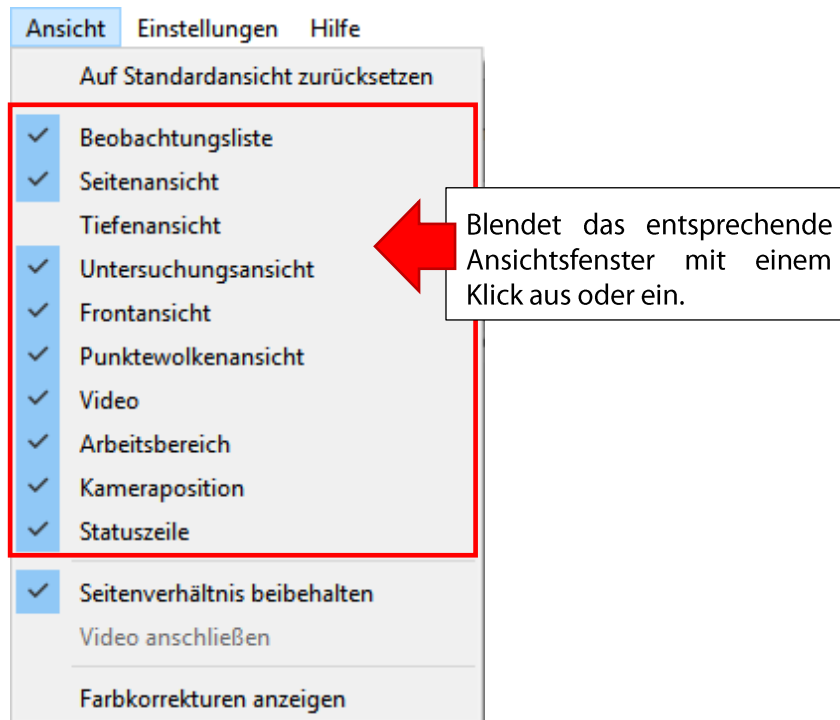 Ansicht Einstellungen Hilfe
Auf Standardansicht zurücksetzen
Beobachtungsliste
Seitenansicht
Tiefenansicht
Untersuchungsansicht
Frontansicht
Punktewolkenansicht
Video
Arbeitsbereich
Kameraposition
Statuszeile
Blendet das entsprechende
Ansichtsfenster mit einem
Klick aus oder ein.
Seitenverhältnis beibehalten
Video anschließen
Farbkorrekturen anzeigen